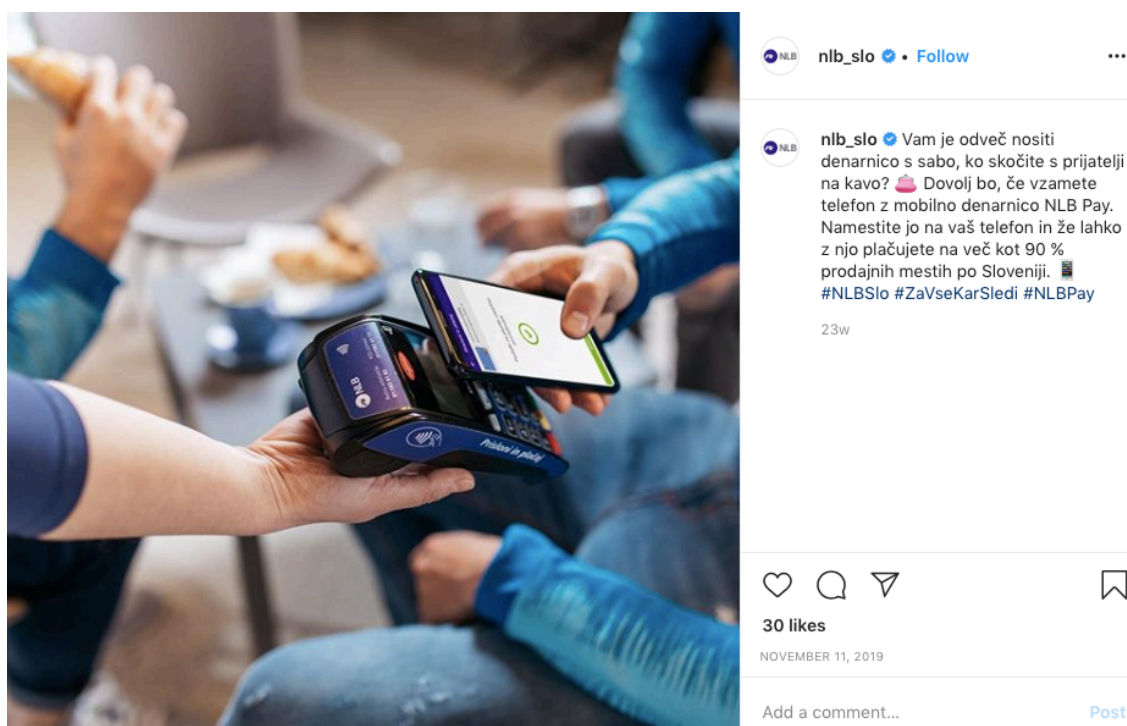 NLB
nlb_slo • Follow
NLB
nlb_slo Vam je odveč nositi
denarnico s sabo, ko skočite s prijatelji
na kavo? 👛 Dovolj bo, če vzamete
telefon z mobilno denarnico NLB Pay.
Namestite jo na vaš telefon in že lahko
z njo plačujete na več kot 90 %
prodajnih mestih po Sloveniji. 📱
#NLBSlo #ZaVseKarSledi #NLBPay
23w
NLB
Prisloni in plačaj
30 likes
NOVEMBER 11, 2019
Add a comment...
Post